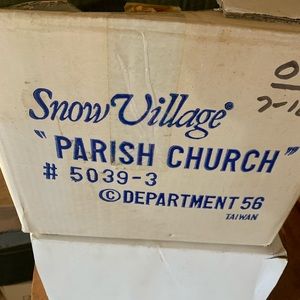 Snow Village®
"PARISH CHURCH"
# 5039-3
© DEPARTMENT 56
TAIWAN